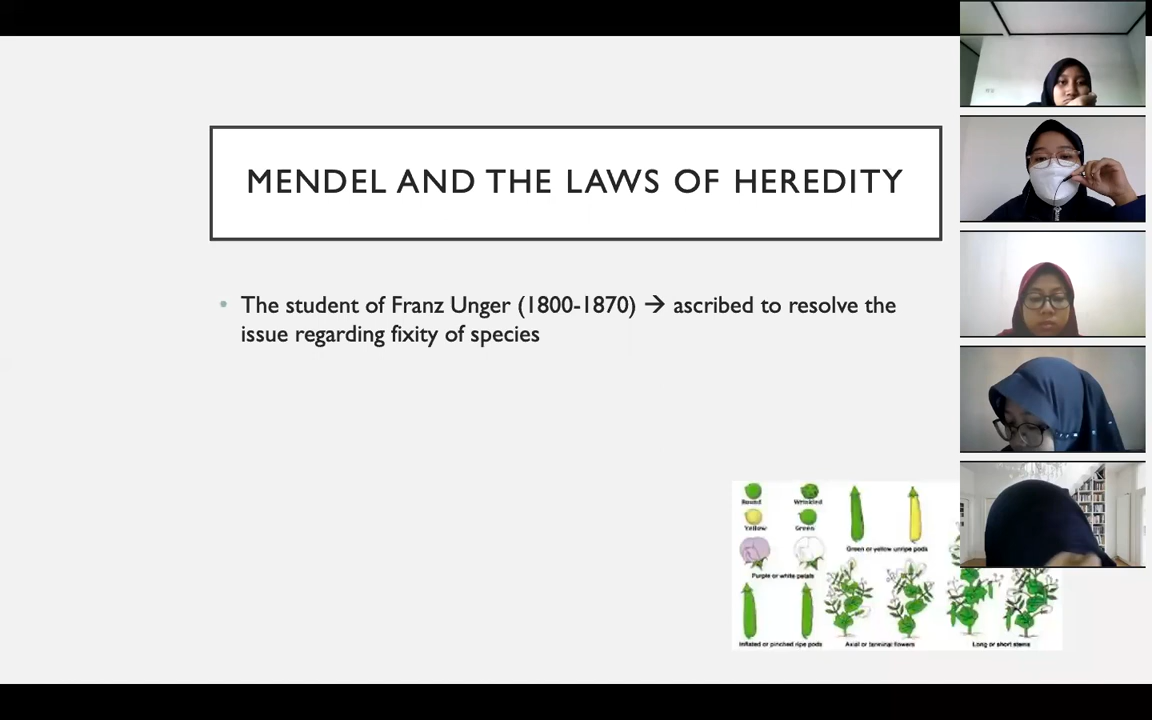 MENDEL AND THE LAWS OF HEREDITY
• The student of Franz Unger (1800-1870) → ascribed to resolve the
issue regarding fixity of species
Round Wrinkled
Yellow Green
Green or yellow unripe pods
Purple or white petals
Inflated or pinched ripe pods
Axial or terminal flowers
Long or short stems